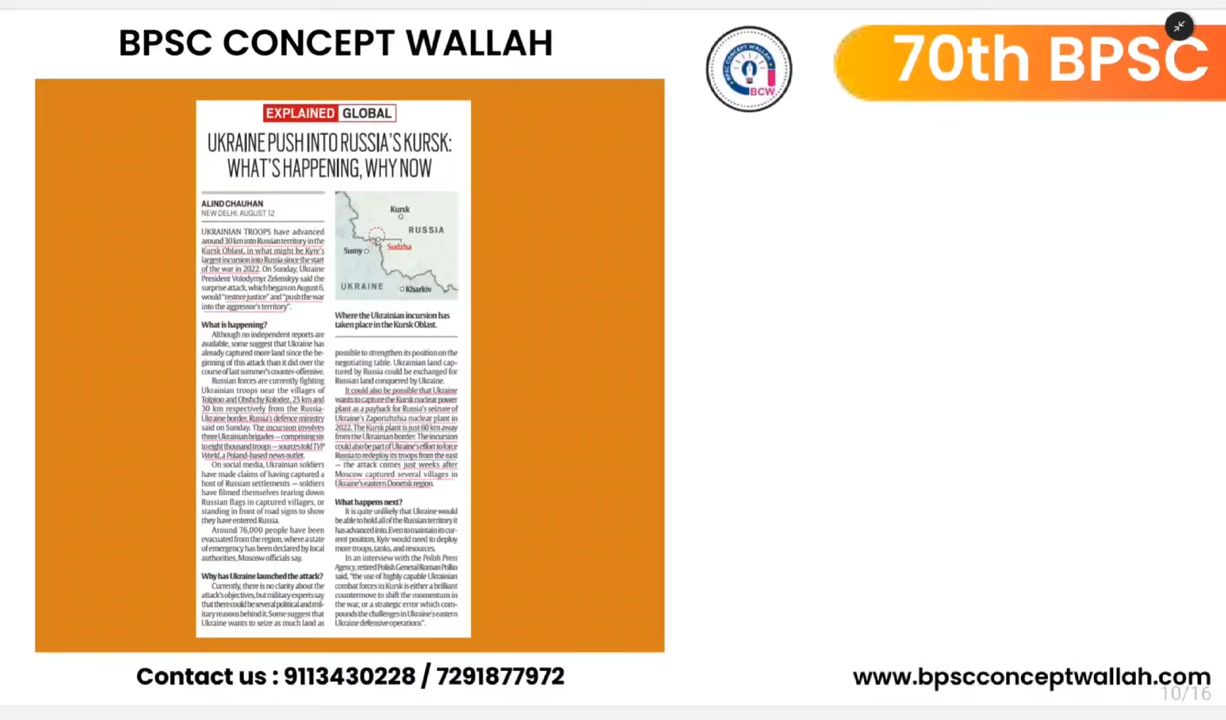 BPSC CONCEPT WALLAH
BPSC CONCEPT WALLAH
BCW
70th BPSC
EXPLAINED GLOBAL
UKRAINE PUSH INTO RUSSIA'S KURSK:
WHAT'S HAPPENING, WHY NOW
ALIND CHAUHAN
NEW DELHI, AUGUST 12
UKRAINIAN TROOPS have advanced
around 30 km into Russian territory in the
Kursk Oblast, in what might be Kyiv's
largest incursion into Russia since the start
of the war in 2022. On Sunday, Ukraine
President Volodymyr Zelenskyy said the
surprise attack, which began on August 6,
would "restore justice" and "push the war
into the aggressor's territory".
What is happening?
Although no independent reports are
available, some suggest that Ukraine has
already captured more land since the be-
ginning of this attack than it did over the
course of last summer's counter-offensive.
Russian forces are currently fighting
Ukrainian troops near the villages of
Tolpino and Obshchy Kolodez, 25 km and
30 km respectively from the Russia-
Ukraine border, Russia's defence ministry
said on Sunday. The incursion involves
three Ukrainian brigades — comprising six
to eight thousand troops — sources told TVP
World, a Poland-based news outlet.
On social media, Ukrainian soldiers
have made claims of having captured a
host of Russian settlements — soldiers
have filmed themselves tearing down
Russian flags in captured villages, or
standing in front of road signs to show
they have entered Russia.
Around 76,000 people have been
evacuated from the region, where a state
of emergency has been declared by local
authorities, Moscow officials say.
Why has Ukraine launched the attack?
Currently, there is no clarity about the
attack's objectives, but military experts say
that there could be several political and mil-
itary reasons behind it. Some suggest that
Ukraine wants to seize as much land as
Kursk
RUSSIA
Sumy
Sudzha
UKRAINE
Kharkiv
Where the Ukrainian incursion has
taken place in the Kursk Oblast.
possible to strengthen its position on the
negotiating table. Ukrainian land cap-
tured by Russia could be exchanged for
Russian land conquered by Ukraine.
It could also be possible that Ukraine
wants to capture the Kursk nuclear power
plant as a payback for Russia's seizure of
Ukraine's Zaporizhzhia nuclear plant in
2022. The Kursk plant is just 60 km away
from the Ukrainian border. The incursion
could also be part of Ukraine's effort to force
Russia to redeploy its troops from the east
— the attack comes just weeks after
Moscow captured several villages in
Ukraine's eastern Donetsk region.
What happens next?
It is quite unlikely that Ukraine would
be able to hold all of the Russian territory it
has advanced into. Even to maintain its cur-
rent position, Kyiv would need to deploy
more troops, tanks, and resources.
In an interview with the Polish Press
Agency, retired Polish General Roman Polko
said, "the use of highly capable Ukrainian
combat forces in Kursk is either a brilliant
countermove to shift the momentum in
the war, or a strategic error which com-
pounds the challenges in Ukraine's eastern
Ukraine defensive operations".
Contact us : 9113430228 / 7291877972
www.bpscconceptwallah.com
10/16